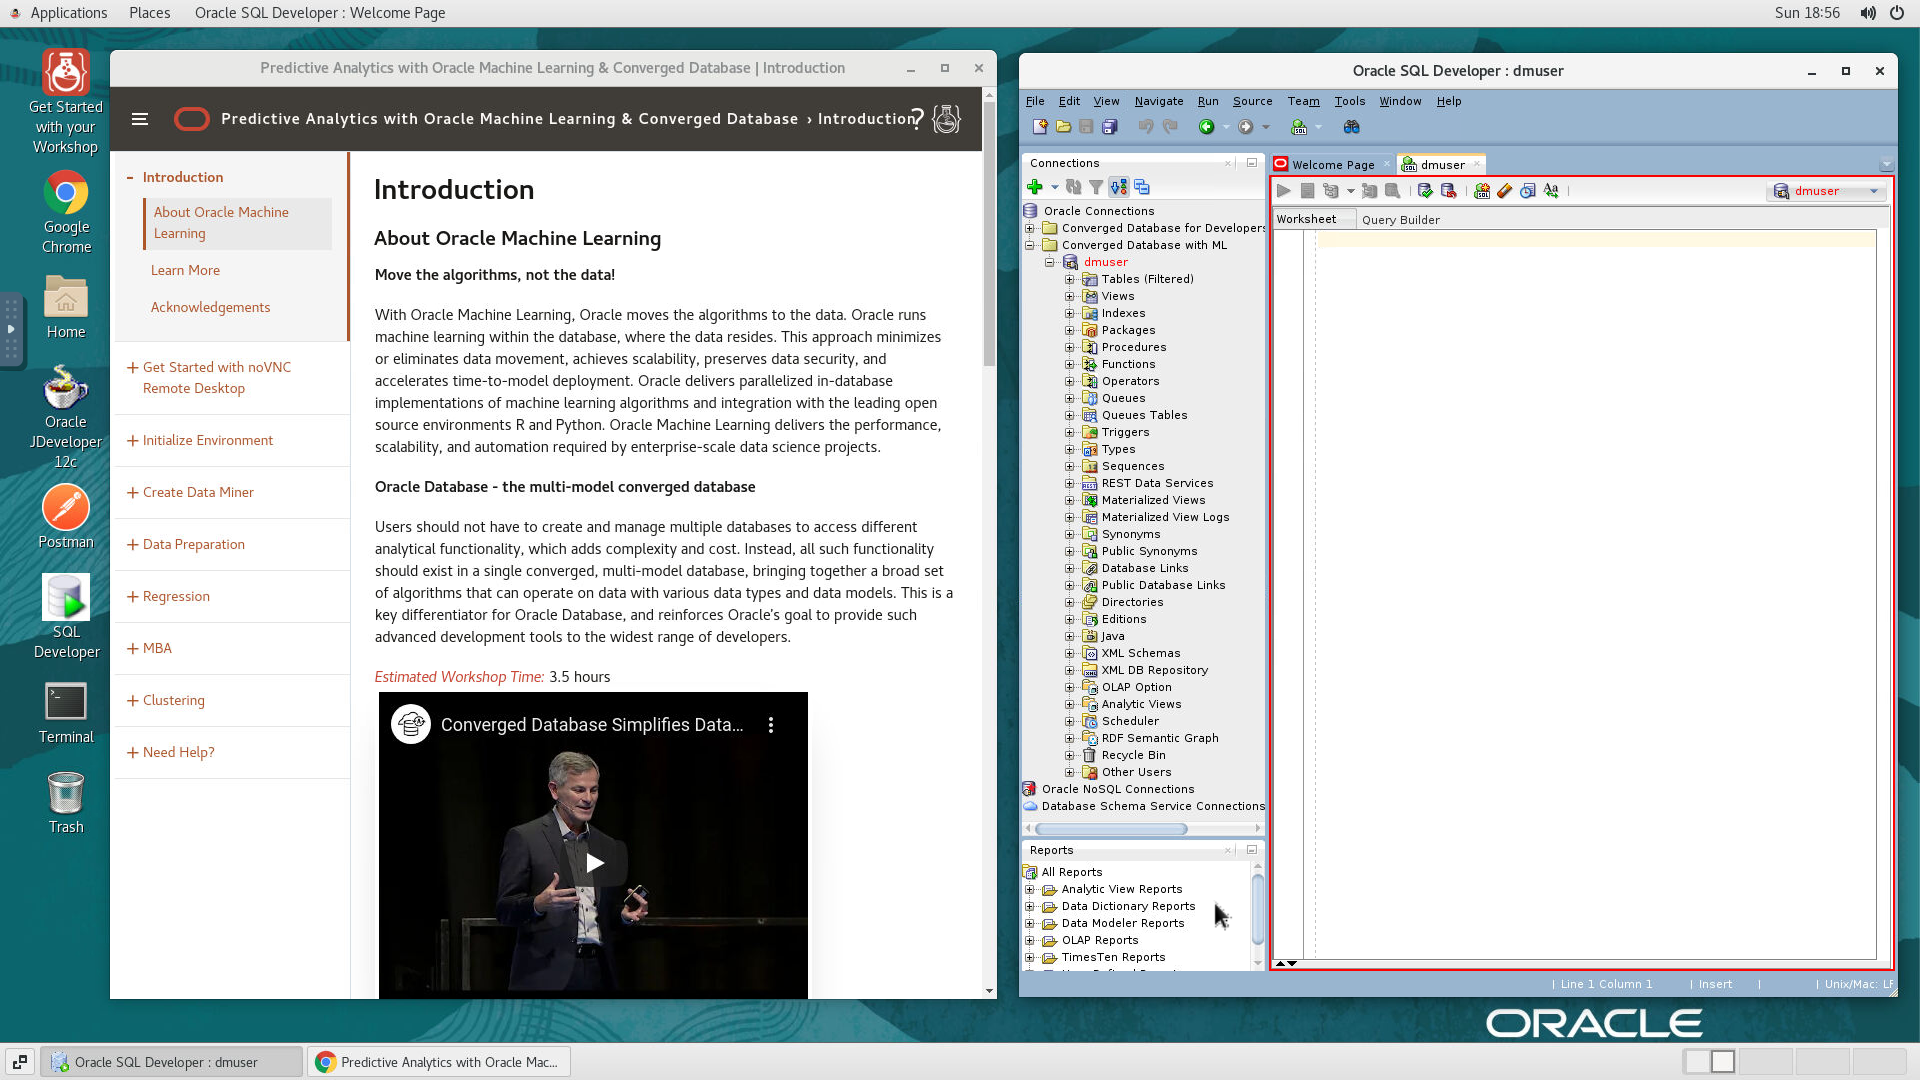 Applications
Places
Oracle SQL Developer : Welcome Page
Sun 18:56
Get Started
with your
Workshop
Google
Chrome
Home
Oracle
JDeveloper
12c
Postman
SQL
Developer
Terminal
Trash
Predictive Analytics with Oracle Machine Learning & Converged Database | Introduction
Predictive Analytics with Oracle Machine Learning & Converged Database › Introduction
?
- Introduction
About Oracle Machine
Learning
Learn More
Acknowledgements
+ Get Started with noVNC
Remote Desktop
+ Initialize Environment
+ Create Data Miner
+ Data Preparation
+ Regression
+ MBA
+ Clustering
+ Need Help?
Introduction
About Oracle Machine Learning
Move the algorithms, not the data!
With Oracle Machine Learning, Oracle moves the algorithms to the data. Oracle runs
machine learning within the database, where the data resides. This approach minimizes
or eliminates data movement, achieves scalability, preserves data security, and
accelerates time-to-model deployment. Oracle delivers parallelized in-database
implementations of machine learning algorithms and integration with the leading open
source environments R and Python. Oracle Machine Learning delivers the performance,
scalability, and automation required by enterprise-scale data science projects.
Oracle Database - the multi-model converged database
Users should not have to create and manage multiple databases to access different
analytical functionality, which adds complexity and cost. Instead, all such functionality
should exist in a single converged, multi-model database, bringing together a broad set
of algorithms that can operate on data with various data types and data models. This is a
key differentiator for Oracle Database, and reinforces Oracle's goal to provide such
advanced development tools to the widest range of developers.
Estimated Workshop Time: 3.5 hours
Converged Database Simplifies Data...
Oracle SQL Developer : dmuser
File
Edit
View
Navigate
Run
Source
Team
Tools
Window
Help
Connections
Oracle Connections
Converged Database for Developers
Converged Database with ML
dmuser
Tables (Filtered)
Views
Indexes
Packages
Procedures
Functions
Operators
Queues
Queues Tables
Triggers
Types
Sequences
REST Data Services
Materialized Views
Materialized View Logs
Synonyms
Public Synonyms
Database Links
Public Database Links
Directories
Editions
Java
XML Schemas
XML DB Repository
OLAP Option
Analytic Views
Scheduler
RDF Semantic Graph
Recycle Bin
Other Users
Oracle NoSQL Connections
Database Schema Service Connections
Reports
All Reports
Analytic View Reports
Data Dictionary Reports
Data Modeler Reports
OLAP Reports
TimesTen Reports
Welcome Page
dmuser
dmuser
Worksheet
Query Builder
| Line 1 Column 1
| Insert
|
| Unix/Mac: LF
ORACLE
Oracle SQL Developer : dmuser
Predictive Analytics with Oracle Mac...